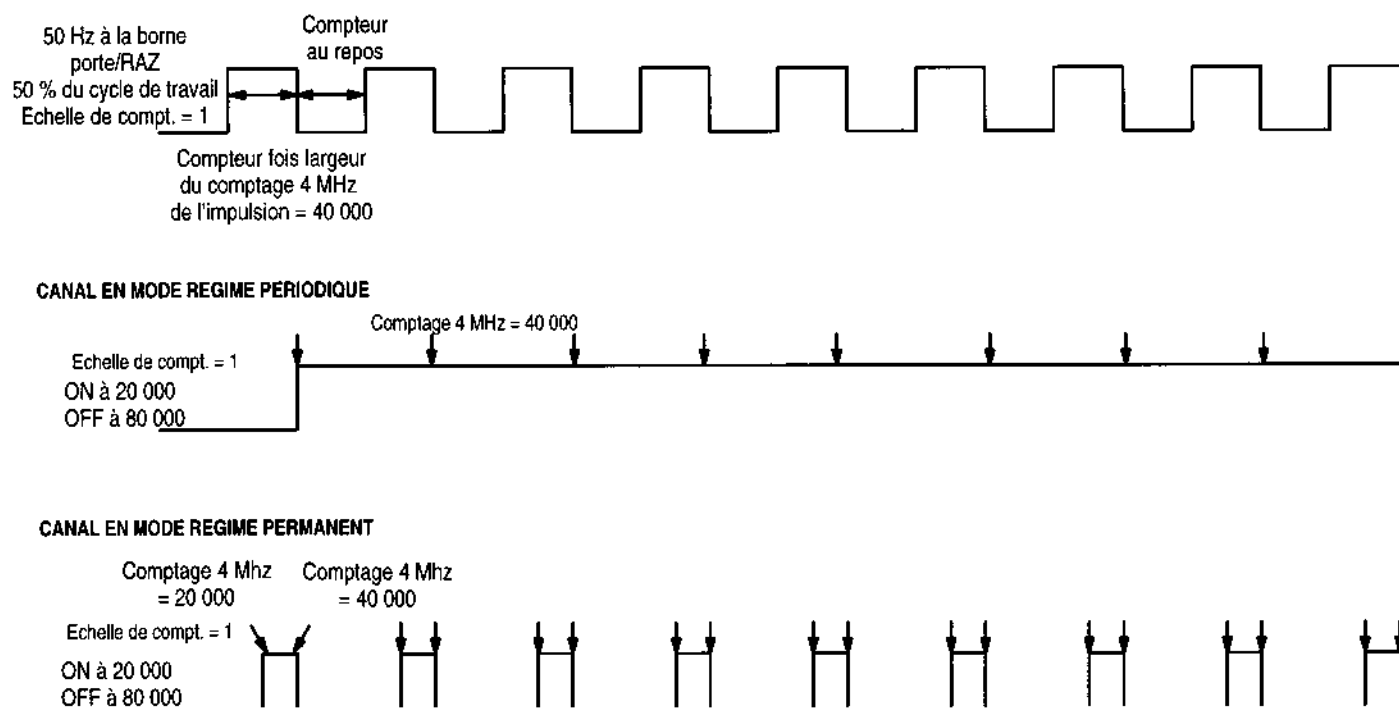 50 Hz à la borne
porte/RAZ
50 % du cycle de travail
Echelle de compt. = 1
Compteur
au repos
Compteur fois largeur
du comptage 4 MHz
de l'impulsion = 40 000
CANAL EN MODE REGIME PERIODIQUE
Comptage 4 MHz = 40 000
Echelle de compt. = 1
ON à 20 000
OFF à 80 000
CANAL EN MODE REGIME PERMANENT
Comptage 4 Mhz
= 20 000
Comptage 4 Mhz
= 40 000
Echelle de compt. = 1
ON à 20 000
OFF à 80 000